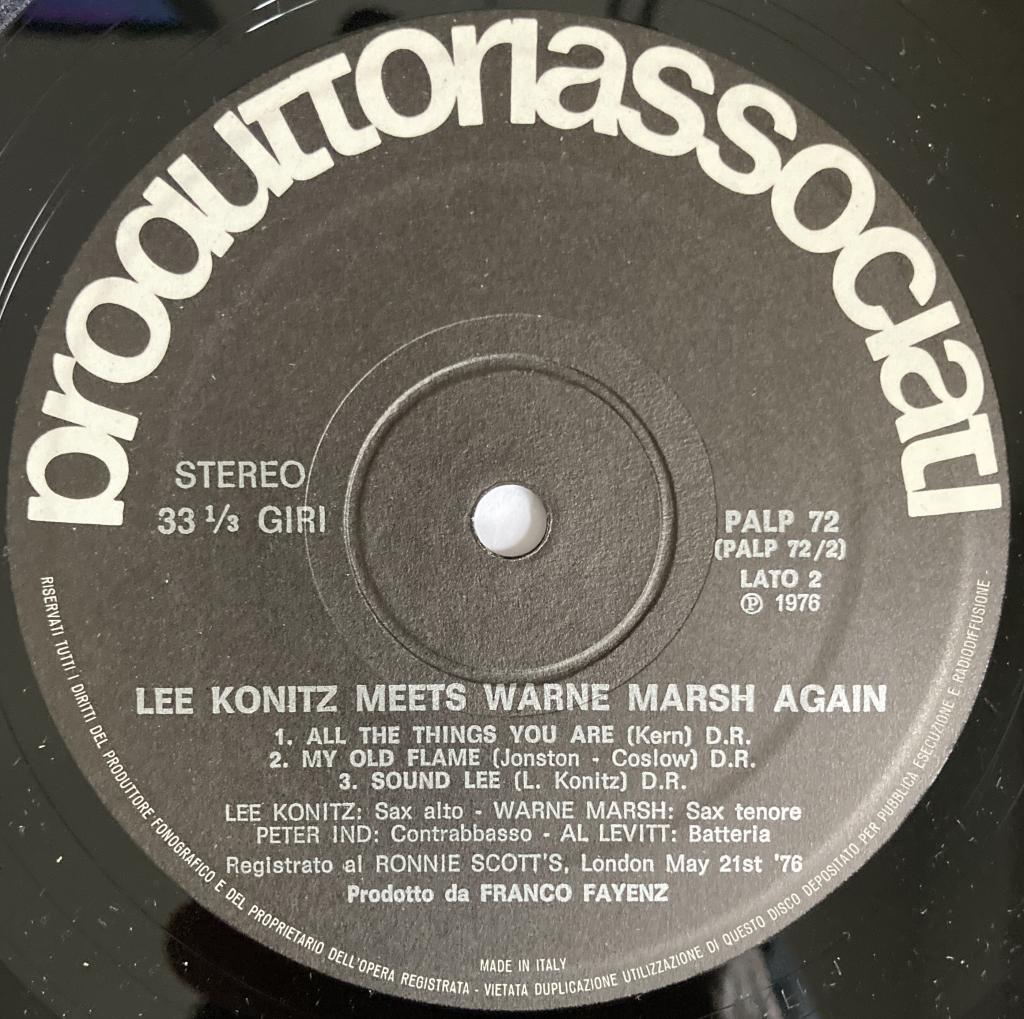 produttoriassociati
STEREO
33 ⅓ GIRI
PALP 72
(PALP 72/2)
LATO 2
Ⓟ 1976
LEE KONITZ MEETS WARNE MARSH AGAIN
1. ALL THE THINGS YOU ARE (Kern) D.R.
2. MY OLD FLAME (Jonston - Coslow) D.R.
3. SOUND LEE (L. Konitz) D.R.
LEE KONITZ: Sax alto - WARNE MARSH: Sax tenore
PETER IND: Contrabbasso - AL LEVITT: Batteria
Registrato al RONNIE SCOTT'S, London May 21st '76
Prodotto da FRANCO FAYENZ
MADE IN ITALY
RISERVATI TUTTI i DIRITTI DEL PRODUTTORE FONOGRAFICO E DEL PROPRIETARIO DELL'OPERA REGISTRATA - VIETATA DUPLICAZIONE UTILIZZAZIONE DI QUESTO DISCO DEPOSITATO PER PUBBLICA ESECUZIONE E RADIODIFFUSIONE -